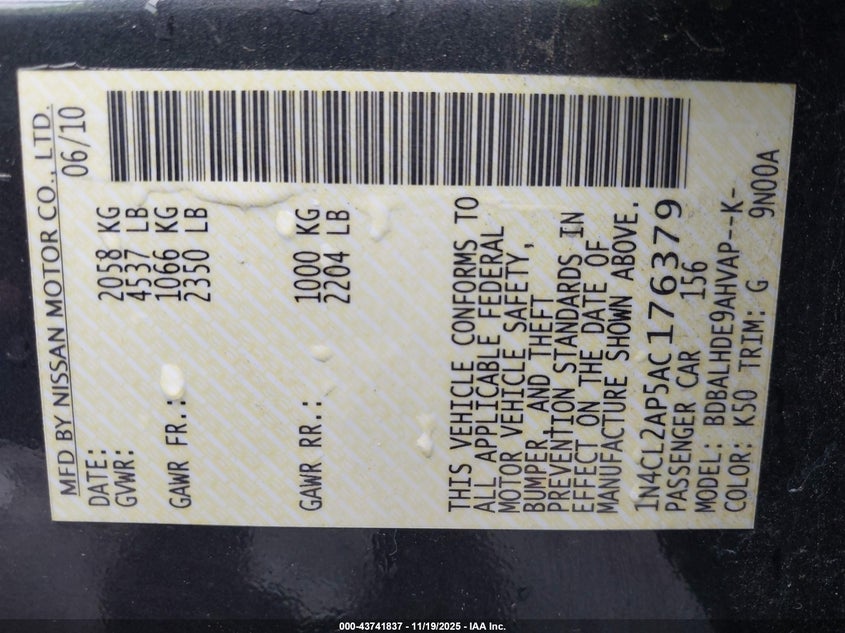 MFD BY NISSAN MOTOR CO., LTD.
DATE: 06/10
GVWR: 2058 KG
4537 LB
GAWR FR.: 1066 KG
2350 LB
GAWR RR.: 1000 KG
2204 LB
THIS VEHICLE CONFORMS TO
ALL APPLICABLE FEDERAL
MOTOR VEHICLE SAFETY,
BUMPER, AND THEFT
PREVENTION STANDARDS IN
EFFECT ON THE DATE OF
MANUFACTURE SHOWN ABOVE.
1N4CL2AP5AC176379
PASSENGER CAR 156
MODEL: BDBALHDE9AHVAP--K-
COLOR: K50 TRIM: G 9N00A
000-43741837 - 11/19/2025 - IAA Inc.